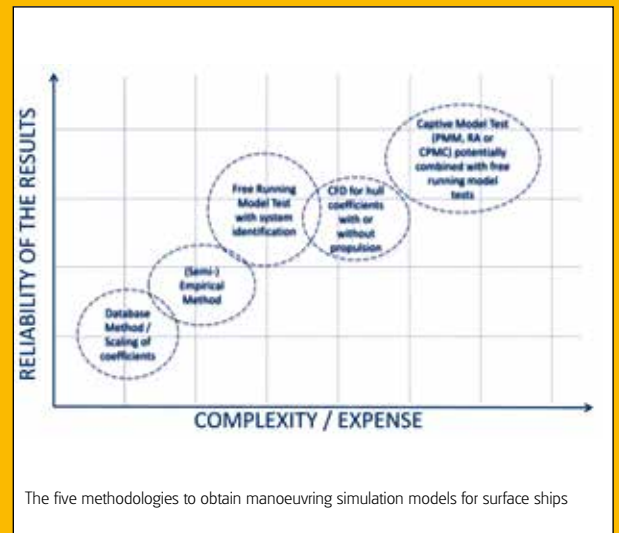 RELIABILITY OF THE RESULTS
Captive Model Test
(PMM, RA or
CPMC) potentially
combined with free
running model
tests
Free Running
Model Test
with system
identification
CFD for hull
coefficients
with or
without
propulsion
(Semi-)
Empirical
Method
Database
Method /
Scaling of
coefficients
COMPLEXITY / EXPENSE
The five methodologies to obtain manoeuvring simulation models for surface ships